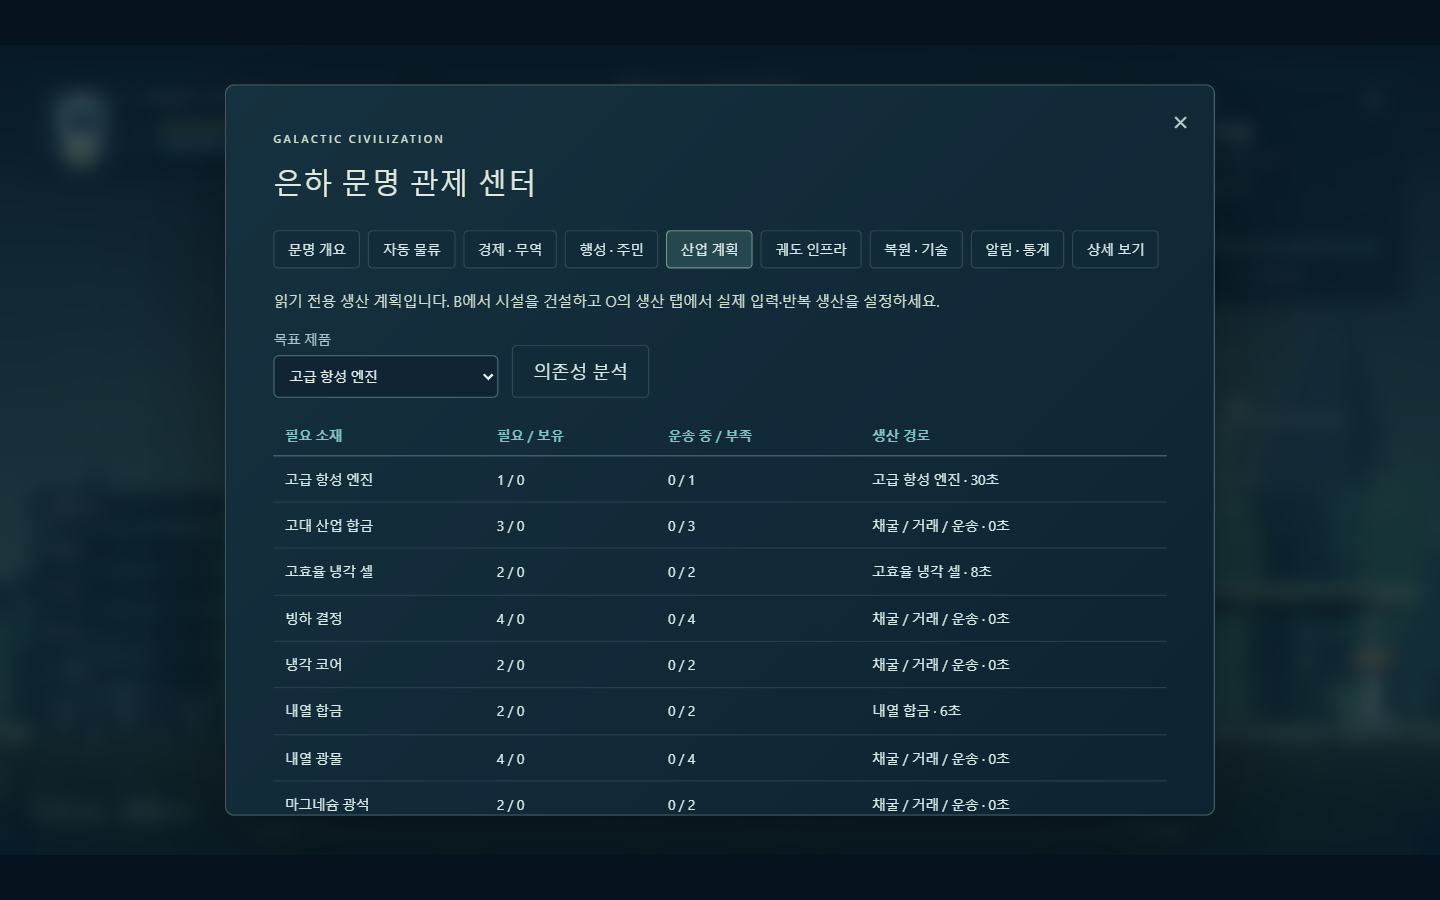 GALACTIC CIVILIZATION
은하 문명 관제 센터
×
문명 개요 자동 물류 경제 · 무역 행성 · 주민 산업 계획 궤도 인프라 복원 · 기술 알림 · 통계 상세 보기
읽기 전용 생산 계획입니다. B에서 시설을 건설하고 O의 생산 탭에서 실제 입력·반복 생산을 설정하세요.
목표 제품
고급 항성 엔진 의존성 분석
필요 소재 필요 / 보유 운송 중 / 부족 생산 경로
고급 항성 엔진 1 / 0 0 / 1 고급 항성 엔진 · 30초
고대 산업 합금 3 / 0 0 / 3 채굴 / 거래 / 운송 · 0초
고효율 냉각 셀 2 / 0 0 / 2 고효율 냉각 셀 · 8초
빙하 결정 4 / 0 0 / 4 채굴 / 거래 / 운송 · 0초
냉각 코어 2 / 0 0 / 2 채굴 / 거래 / 운송 · 0초
내열 합금 2 / 0 0 / 2 내열 합금 · 6초
내열 광물 4 / 0 0 / 4 채굴 / 거래 / 운송 · 0초
마그네슘 광석 2 / 0 0 / 2 채굴 / 거래 / 운송 · 0초